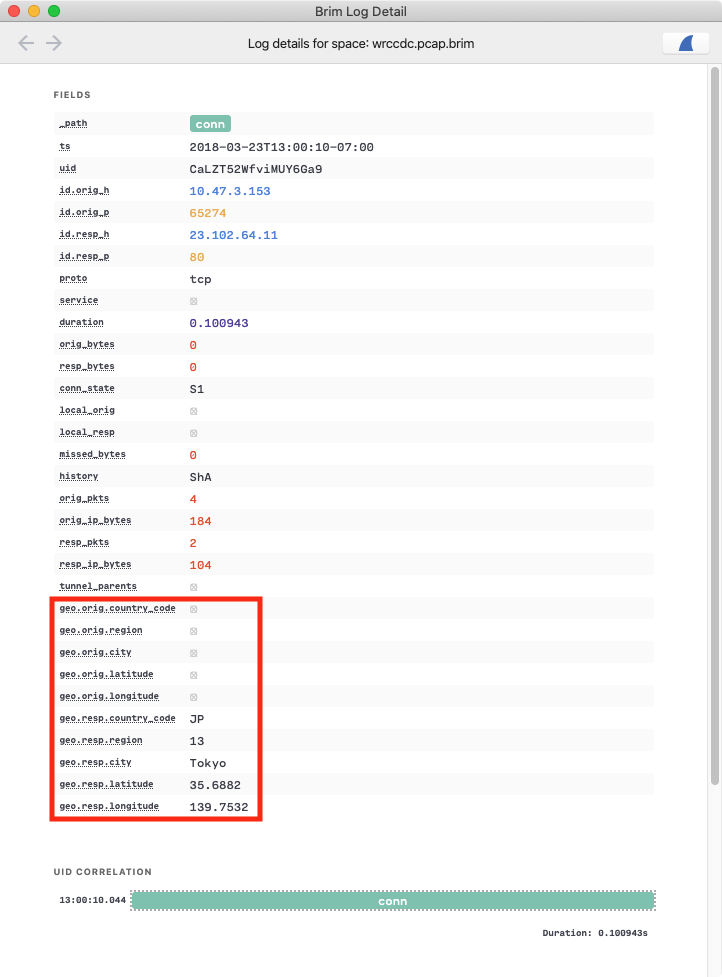 Brim Log Detail
Log details for space: wrccdc.pcap.brim
FIELDS
_path conn
ts 2018-03-23T13:00:10-07:00
uid CaLZT52WfviMUY6Ga9
id.orig_h 10.47.3.153
id.orig_p 65274
id.resp_h 23.102.64.11
id.resp_p 80
proto tcp
service
duration 0.100943
orig_bytes 0
resp_bytes 0
conn_state S1
local_orig
local_resp
missed_bytes 0
history ShA
orig_pkts 4
orig_ip_bytes 184
resp_pkts 2
resp_ip_bytes 104
tunnel_parents
geo.orig.country_code
geo.orig.region
geo.orig.city
geo.orig.latitude
geo.orig.longitude
geo.resp.country_code JP
geo.resp.region 13
geo.resp.city Tokyo
geo.resp.latitude 35.6882
geo.resp.longitude 139.7532
UID CORRELATION
13:00:10.044 conn
Duration: 0.100943s